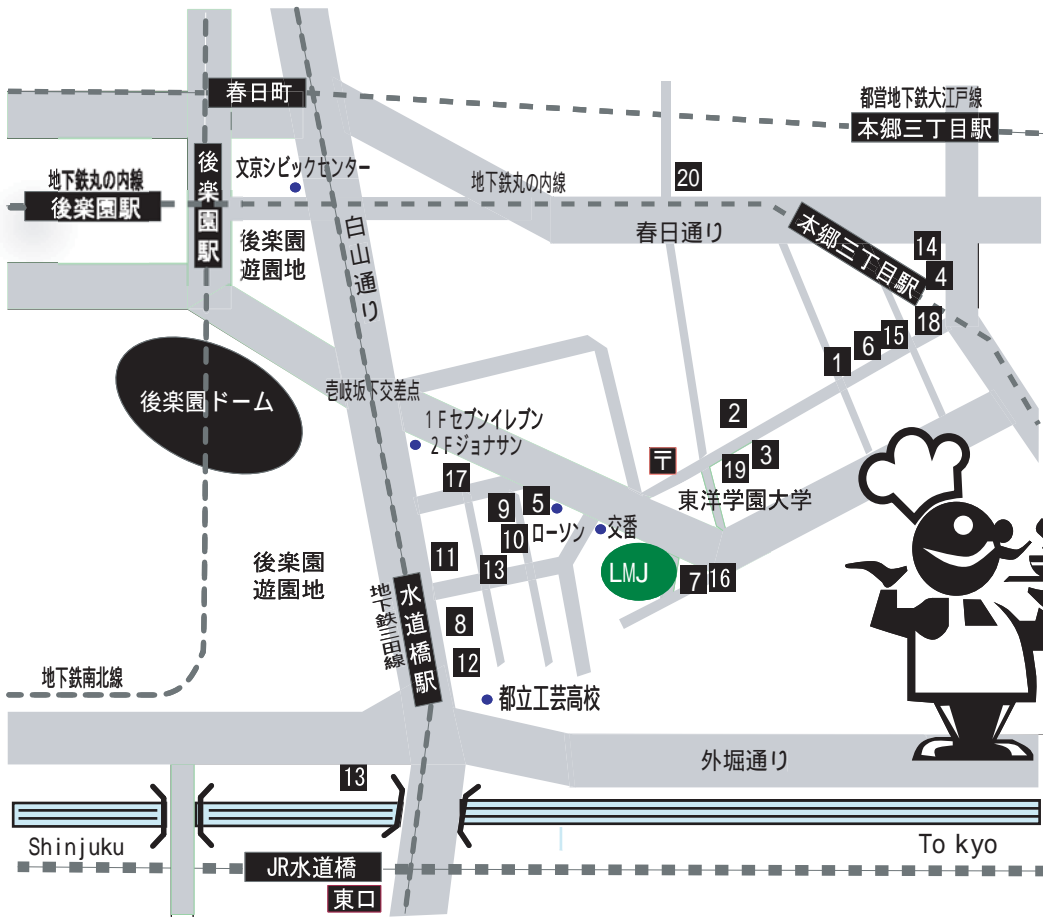 春日町
都営地下鉄大江戸線
本郷三丁目駅
文京シビックセンター
地下鉄丸の内線
後楽園駅
後楽園駅
地下鉄丸の内線
20
白山通り
後楽園
遊園地
春日通り
本郷三丁目駅
14
4
18
15
6
1
後楽園ドーム
壱岐坂下交差点
1Fセブンイレブン
2Fジョナサン
2
3
19
〒
東洋学園大学
17
9
5
ローソン
交番
10
11
13
LMJ
7
16
後楽園
遊園地
地下鉄三田線
水道橋駅
8
12
地下鉄南北線
都立工芸高校
外堀通り
13
Shinjuku
To kyo
JR水道橋
東口